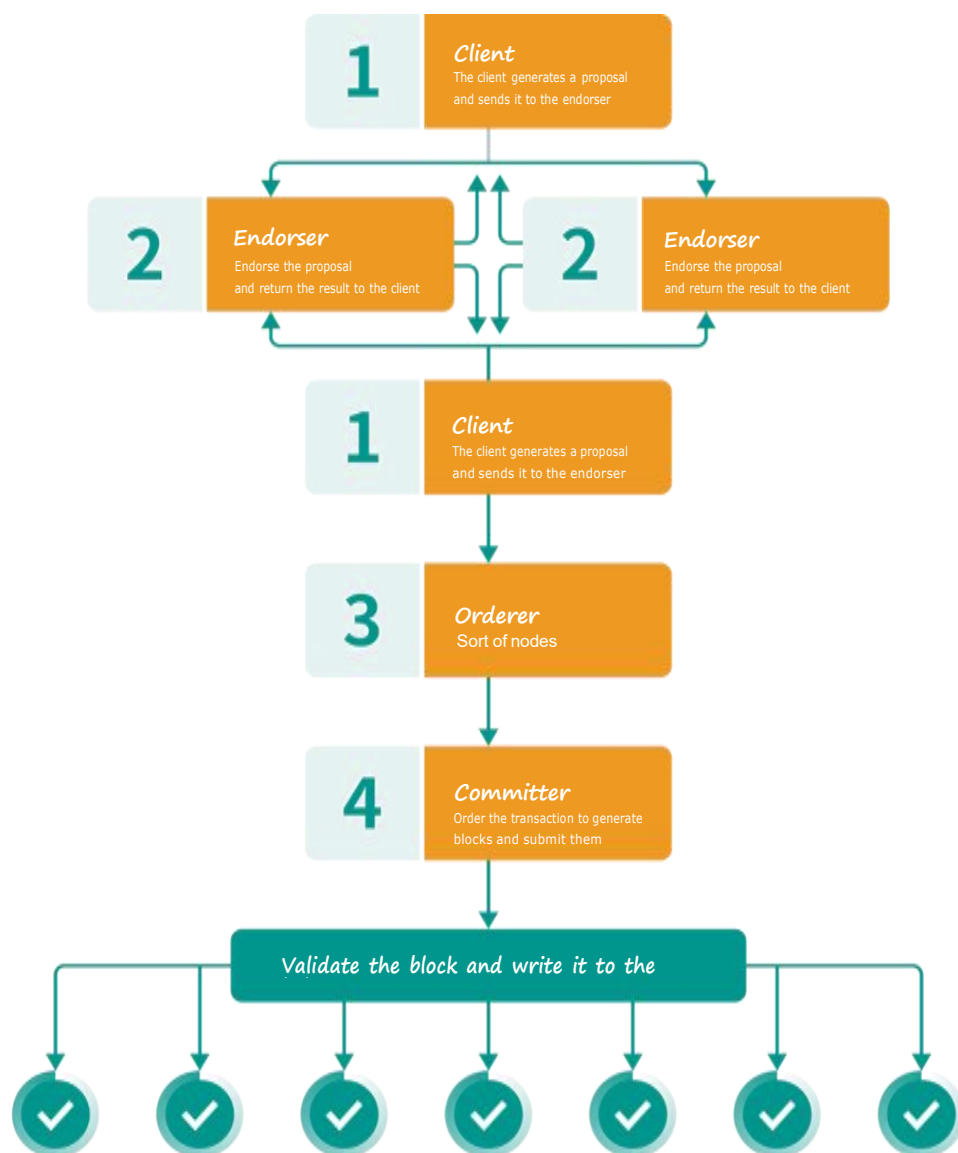 1
Client
The client generates a proposal
and sends it to the endorser
2
Endorser
Endorse the proposal
and return the result to the client
2
Endorser
Endorse the proposal
and return the result to the client
1
Client
The client generates a proposal
and sends it to the endorser
3
Orderer
Sort of nodes
4
Committer
Order the transaction to generate
blocks and submit them
Validate the block and write it to the